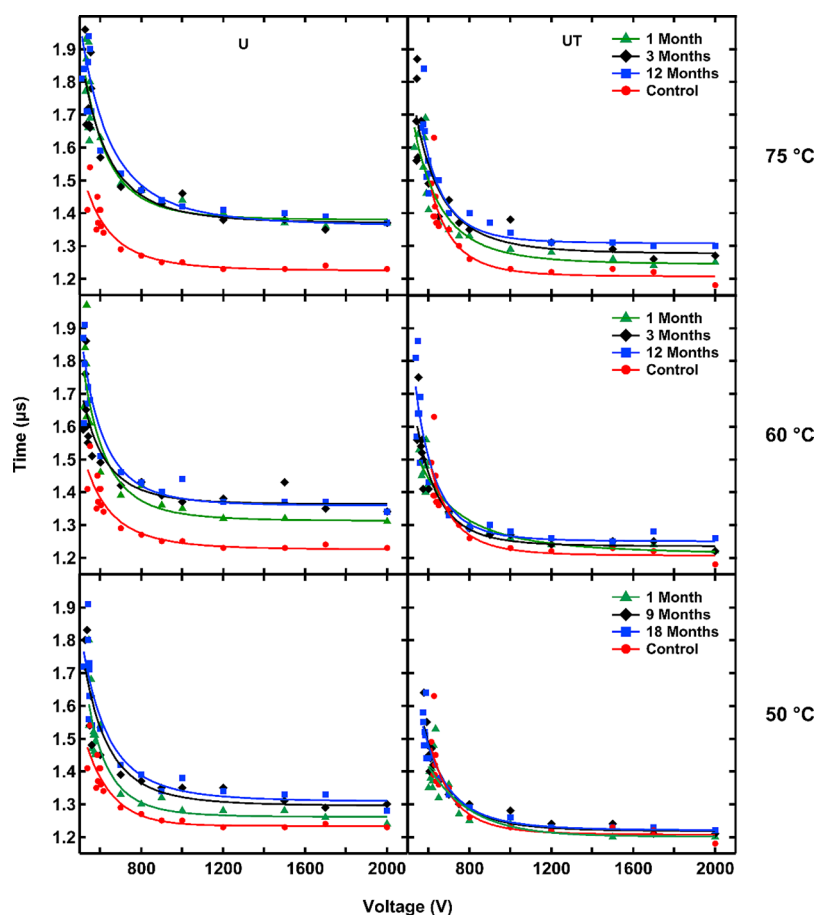 U
1.9
1.8
1.7
1.6
1.5
1.4
1.3
1.2
UT
1 Month
3 Months
12 Months
Control
75 °C
1.9
1.8
1.7
1.6
1.5
1.4
1.3
1.2
Time (µs)
1 Month
3 Months
12 Months
Control
60 °C
1.9
1.8
1.7
1.6
1.5
1.4
1.3
1.2
1 Month
9 Months
18 Months
Control
50 °C
800 1200 1600 2000
800 1200 1600 2000
Voltage (V)